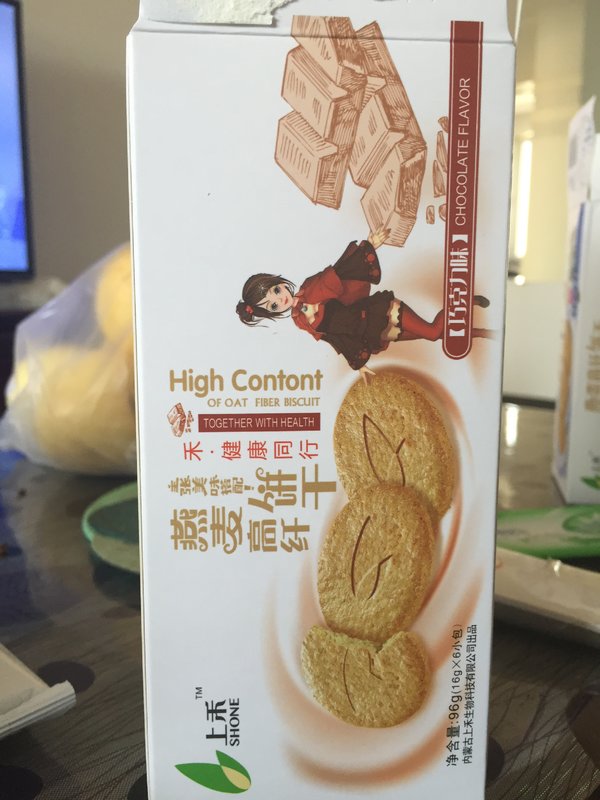 CHOCOLATE FLAVOR
【巧克力味】
High Contont
OF OAT FIBER BISCUIT
TOGETHER WITH HEALTH
禾·健康同行
燕麦高纤
饼干
上禾™
SHONE
净含量:96g(16g×6小包)
内蒙古上禾生物科技有限公司出品